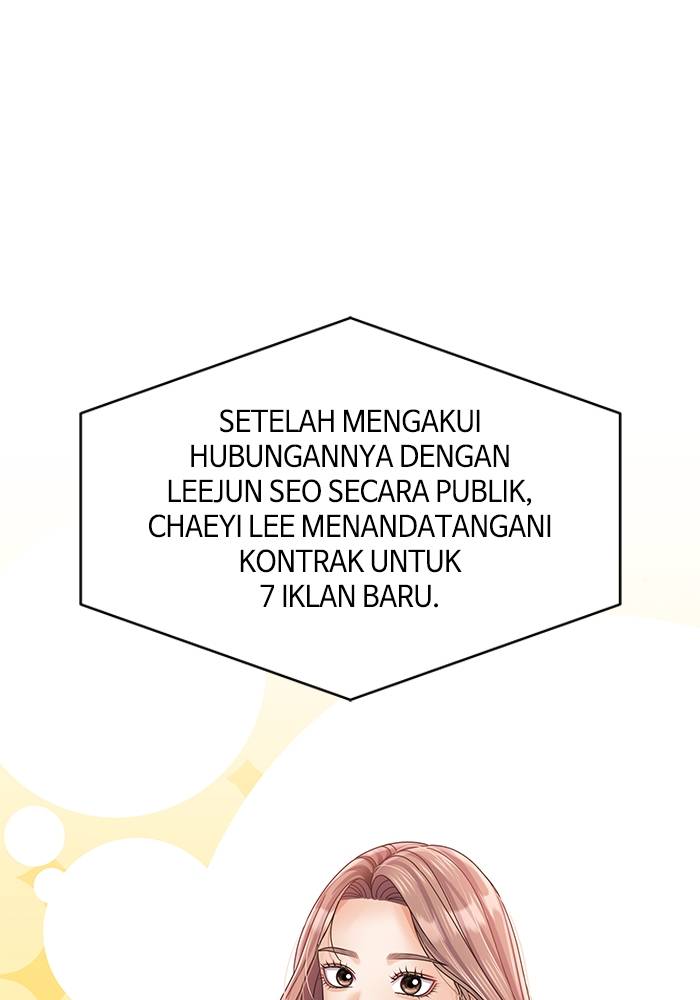 SETELAH MENGAKUI
HUBUNGANNYA DENGAN
LEEJUN SEO SECARA PUBLIK,
CHAEYI LEE MENANDATANGANI
KONTRAK UNTUK
7 IKLAN BARU.